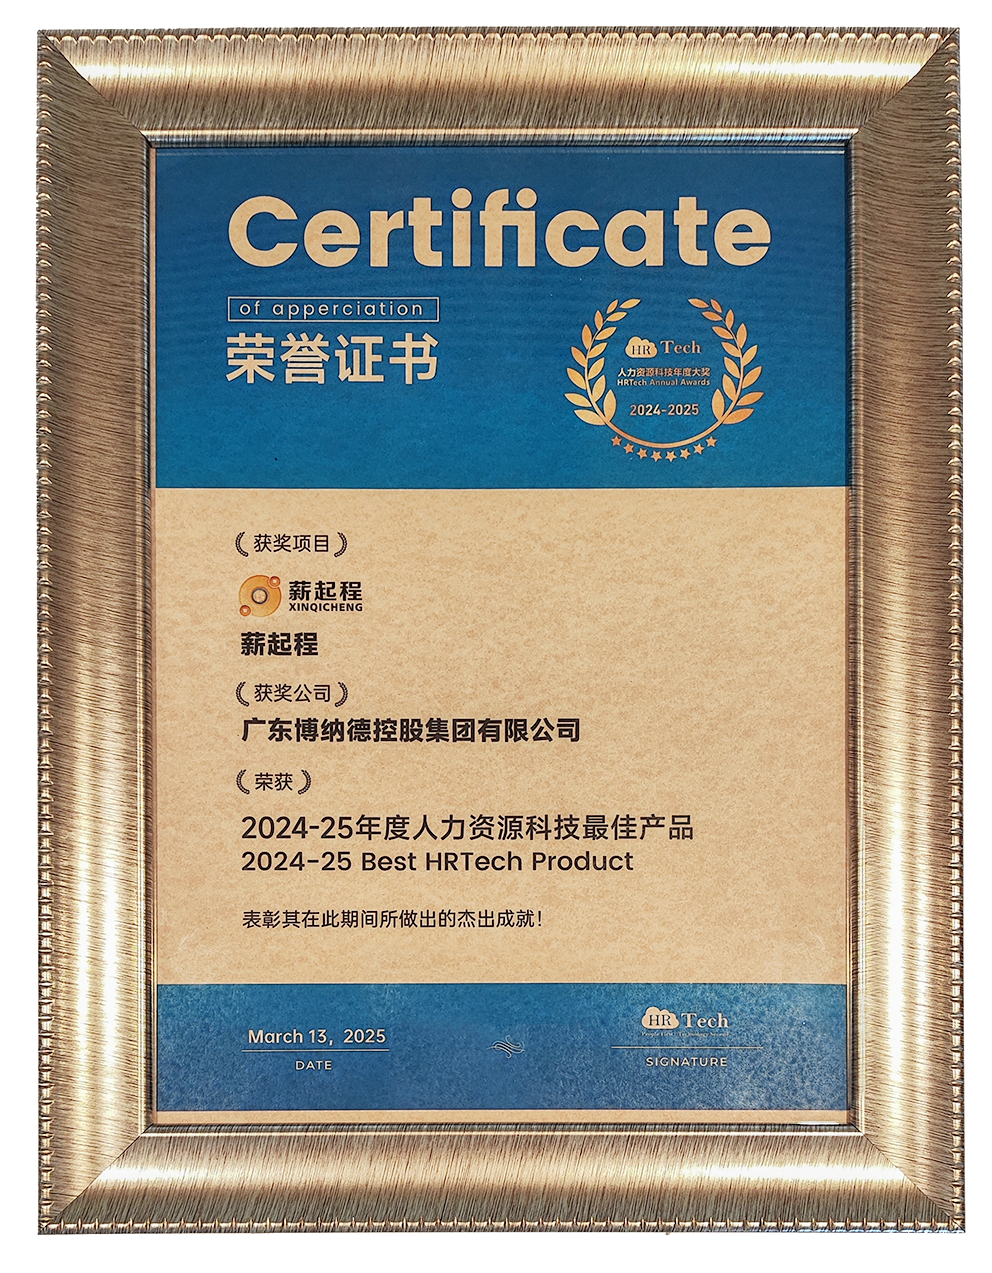 Certificate
of apperciation
荣誉证书
HR Tech
人力资源科技年度大奖
HRTech Annual Awards
2024-2025
获奖项目
薪起程
XINQICHENG
薪起程
获奖公司
广东博纳德控股集团有限公司
荣获
2024-25年度人力资源科技最佳产品
2024-25 Best HRTech Product
表彰其在此期间所做出的杰出成就！
March 13，2025
DATE
HR Tech
SIGNATURE